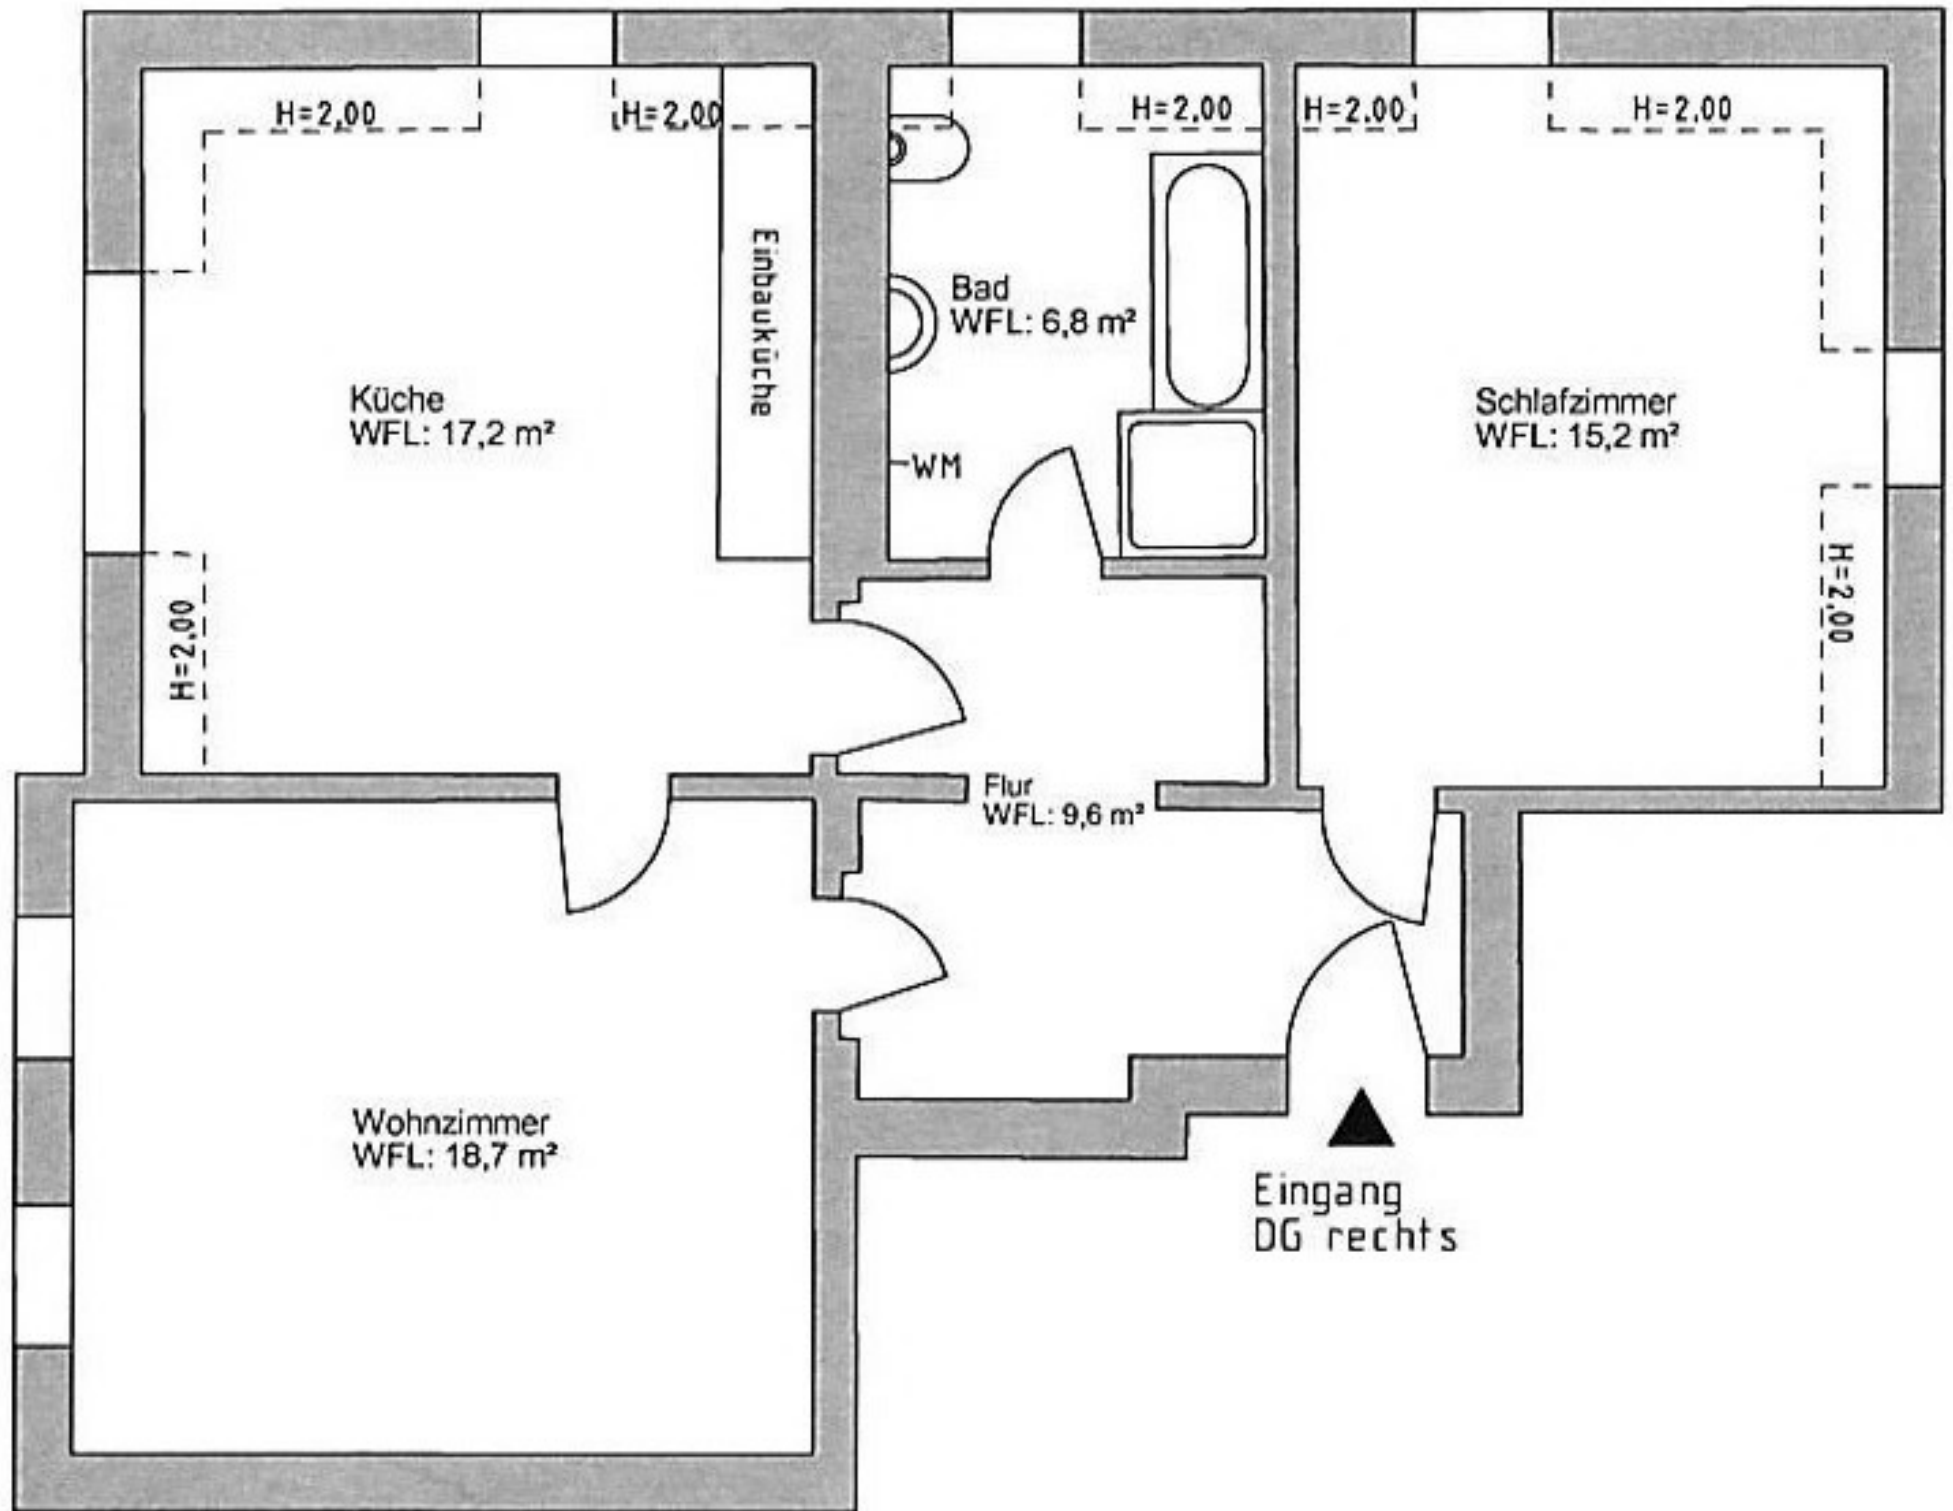 H=2,00
H=2,00
H=2,00
H=2.00
H=2,00
Einbauküche
Bad
WFL: 6,8 m²
Küche
WFL: 17,2 m²
Schlafzimmer
WFL: 15,2 m²
WM
H=2,00
H=2,00
Flur
WFL: 9,6 m²
Wohnzimmer
WFL: 18,7 m²
Eingang
DG rechts